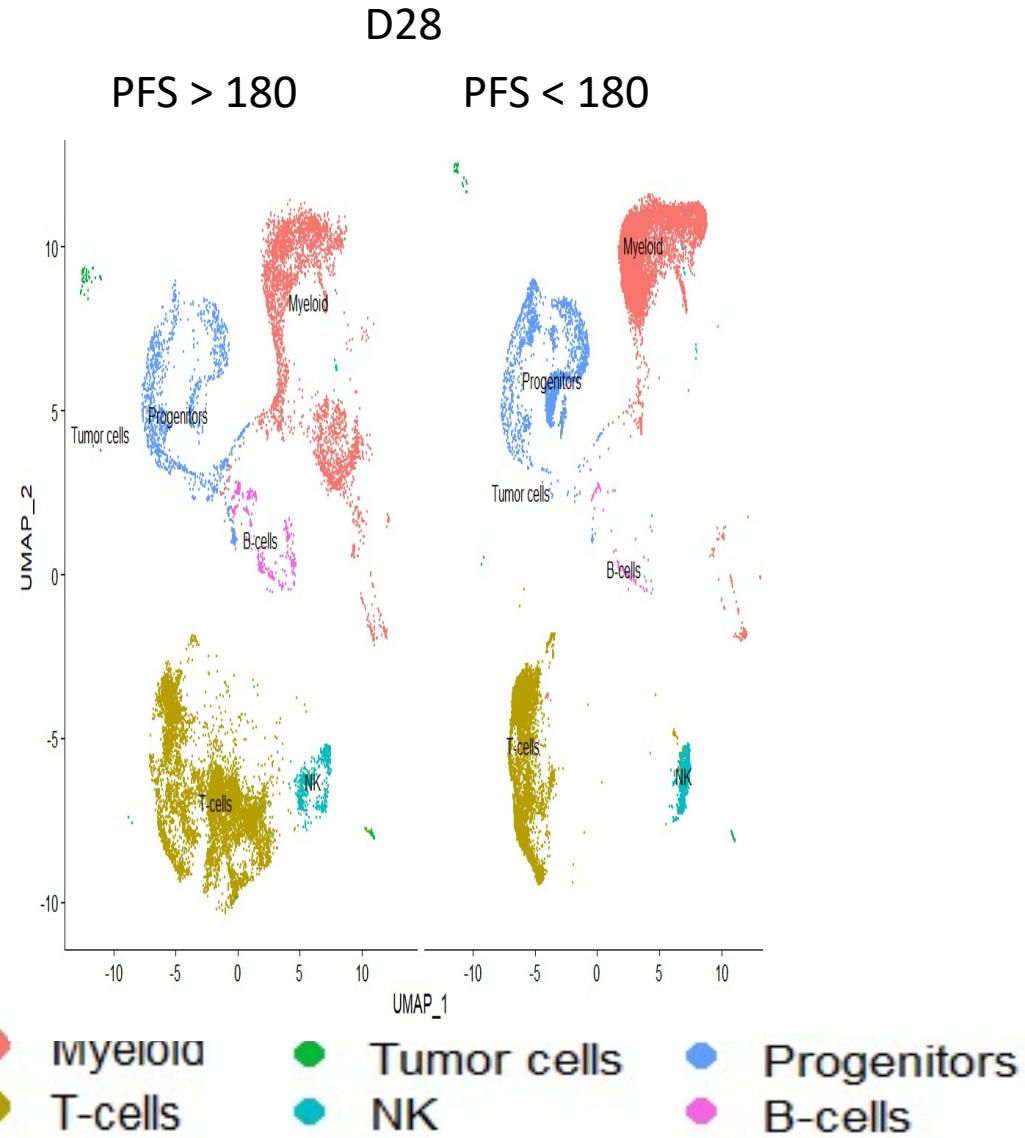 D28
PFS > 180 PFS < 180
Myeloid
Progenitors
Tumor cells
B-cells
T-cells
NK
Myeloid
Progenitors
Tumor cells
B-cells
T-cells
NK
UMAP_2
10
5
0
-5
-10
-10 -5 0 5 10 -10 -5 0 5 10
UMAP_1
Myeloid Tumor cells Progenitors
T-cells NK B-cells